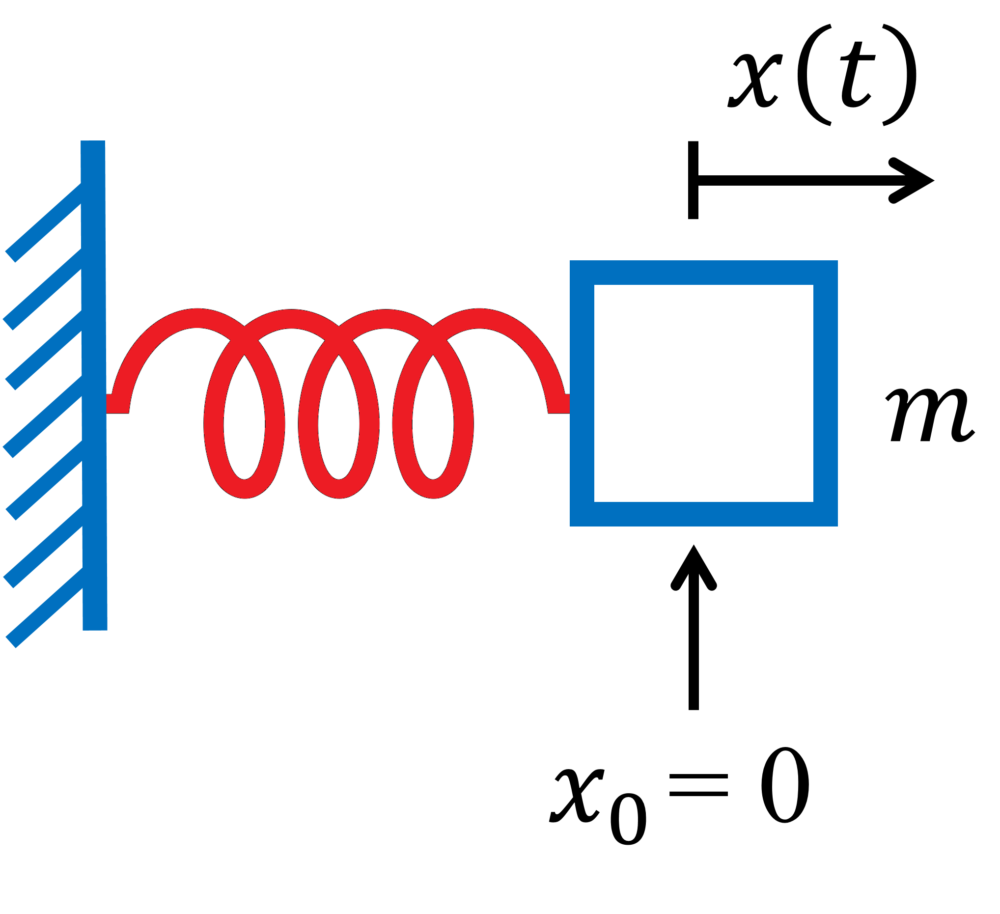 x(t)
m
x₀ = 0